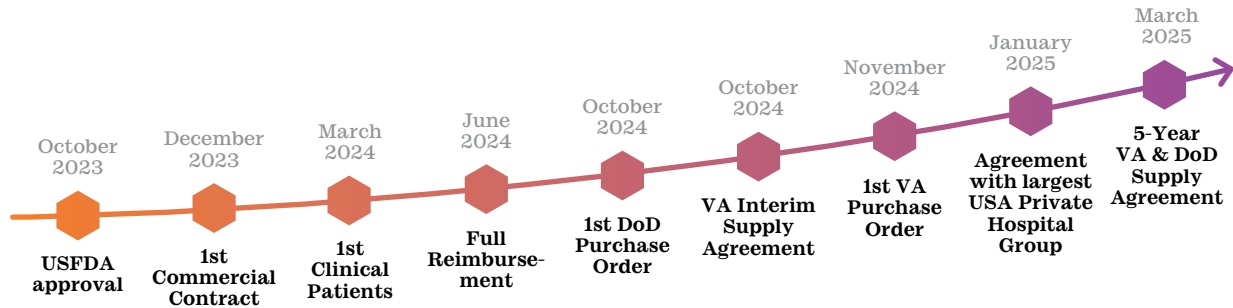 October
2023
USFDA
approval
December
2023
1st
Commercial
Contract
March
2024
1st
Clinical
Patients
June
2024
Full
Reimburse-
ment
October
2024
1st DoD
Purchase
Order
October
2024
VA Interim
Supply
Agreement
November
2024
1st VA
Purchase
Order
January
2025
Agreement
with largest
USA Private
Hospital
Group
March
2025
5-Year
VA & DoD
Supply
Agreement